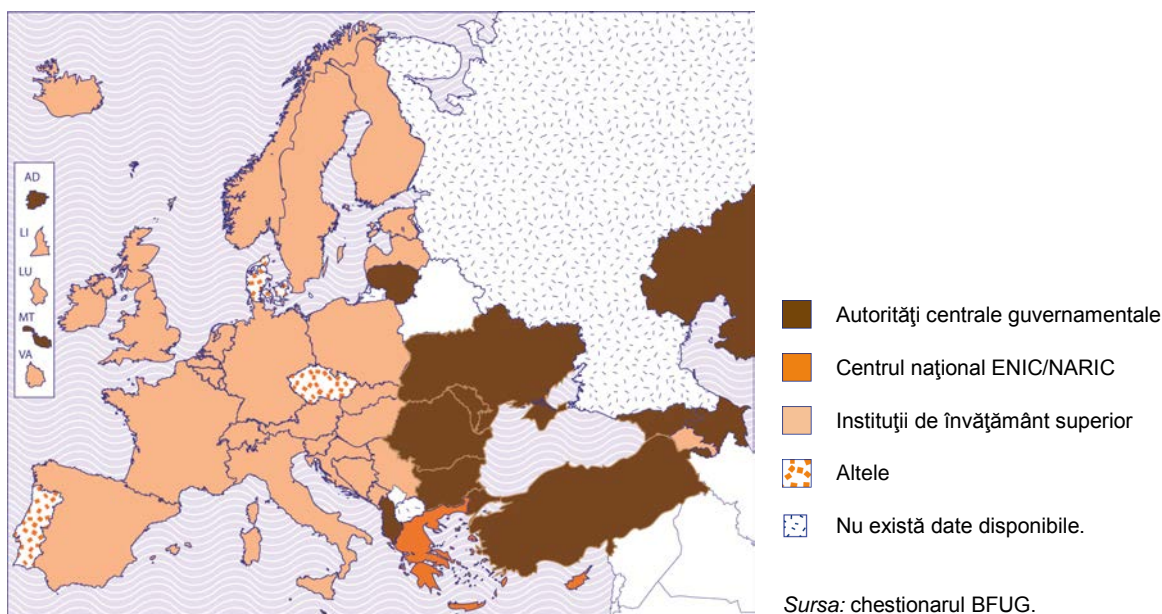 AD
LI
LU
MT
VA
Autorităţi centrale guvernamentale
Centrul naţional ENIC/NARIC
Instituţii de învăţământ superior
Altele
Nu există date disponibile.
Sursa: chestionarul BFUG.